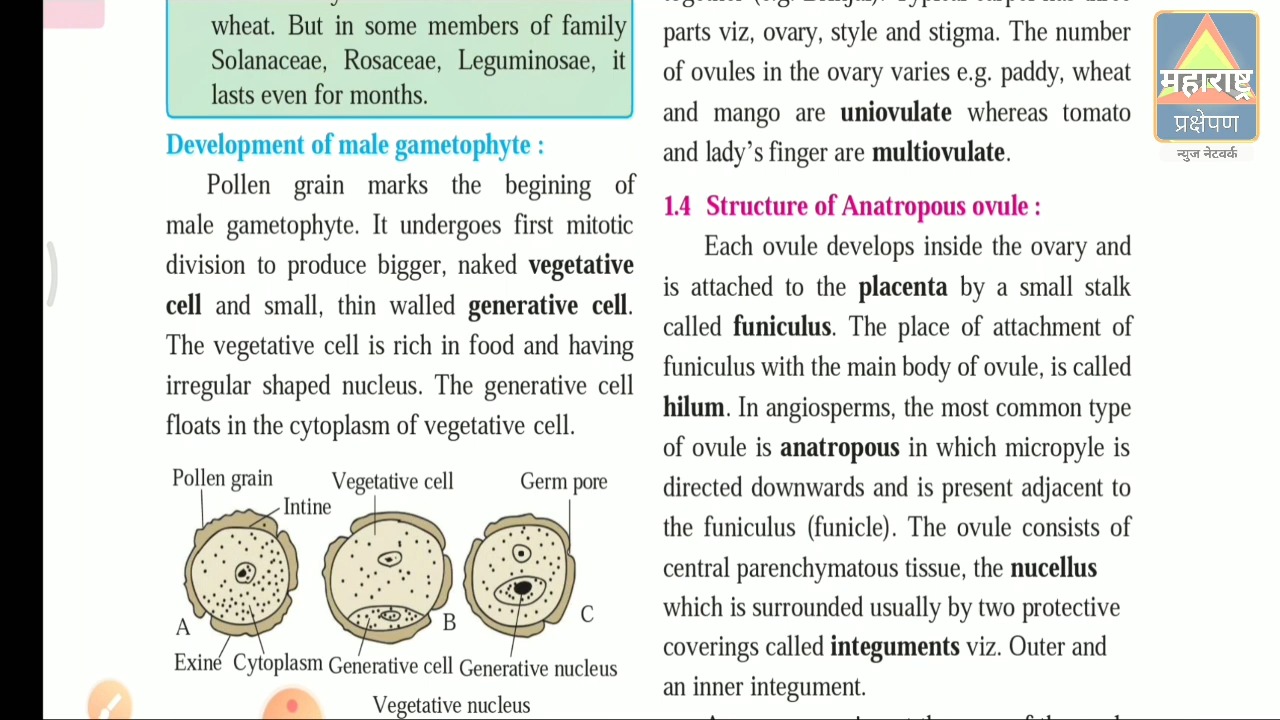 wheat. But in some members of family
Solanaceae, Rosaceae, Leguminosae, it
lasts even for months.
Development of male gametophyte :
Pollen grain marks the begining of
male gametophyte. It undergoes first mitotic
division to produce bigger, naked vegetative
cell and small, thin walled generative cell.
The vegetative cell is rich in food and having
irregular shaped nucleus. The generative cell
floats in the cytoplasm of vegetative cell.
Pollen grain
Vegetative cell
Germ pore
Intine
A
B
C
Exine
Cytoplasm
Generative cell
Generative nucleus
Vegetative nucleus
parts viz, ovary, style and stigma. The number
of ovules in the ovary varies e.g. paddy, wheat
and mango are uniovulate whereas tomato
and lady's finger are multiovulate.
1.4 Structure of Anatropous ovule :
Each ovule develops inside the ovary and
is attached to the placenta by a small stalk
called funiculus. The place of attachment of
funiculus with the main body of ovule, is called
hilum. In angiosperms, the most common type
of ovule is anatropous in which micropyle is
directed downwards and is present adjacent to
the funiculus (funicle). The ovule consists of
central parenchymatous tissue, the nucellus
which is surrounded usually by two protective
coverings called integuments viz. Outer and
an inner integument.
महाराष्ट्र
प्रक्षेपण
न्युज नेटवर्क